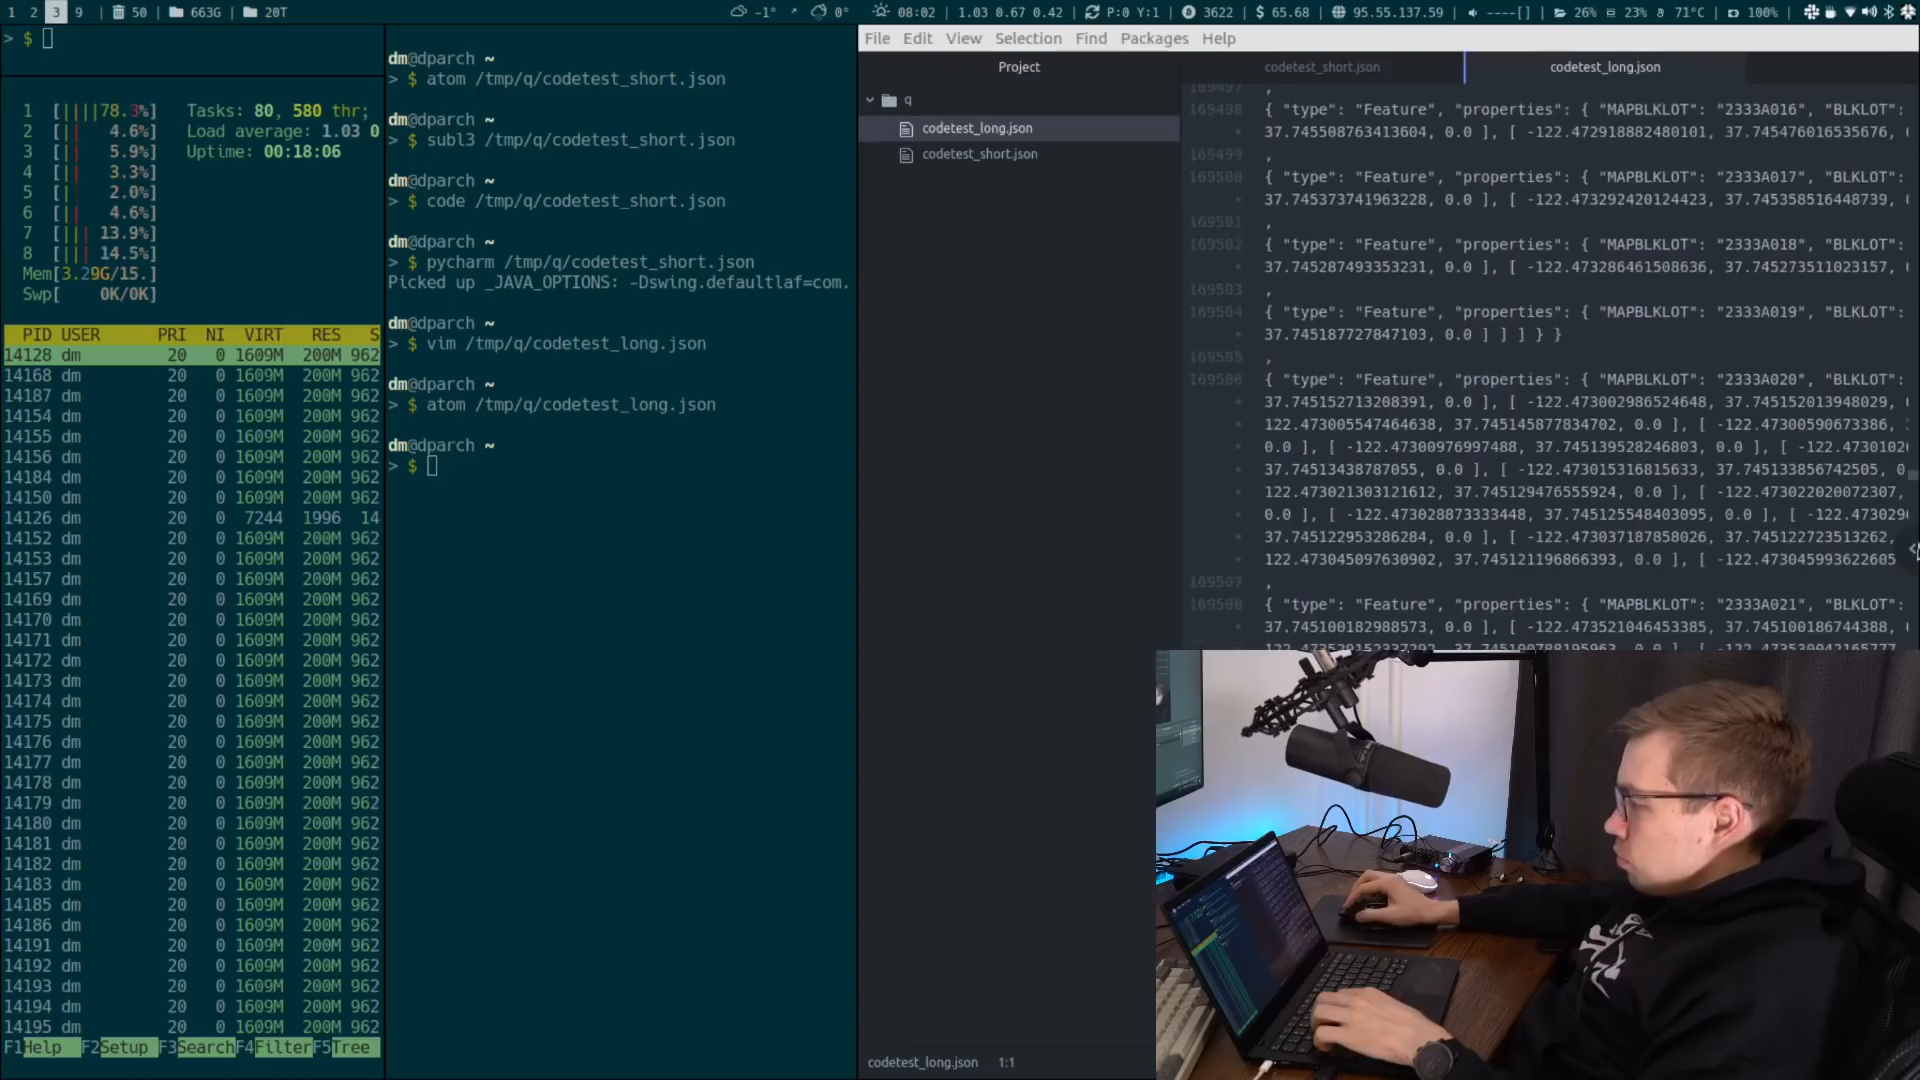 1 2 3 9 | 50 | 663G | 20T
-1° 0° 08:02 | 1.03 0.67 0.42 | P:0 Y:1 | 3622 | $ 65.68 | 95.55.137.59 | ----[] | 26% 23% 71°C | 100% |
> $
1 [||||78.3%]
2 [|| 4.6%]
3 [|| 5.9%]
4 [|| 3.3%]
5 [| 2.0%]
6 [|| 4.6%]
7 [||| 13.9%]
8 [||| 14.5%]
Mem[3.29G/15.]
Swp[ 0K/0K]
Tasks: 80, 580 thr;
Load average: 1.03 0
Uptime: 00:18:06
PID USER PRI NI VIRT RES S
14128 dm 20 0 1609M 200M 962
14168 dm 20 0 1609M 200M 962
14187 dm 20 0 1609M 200M 962
14154 dm 20 0 1609M 200M 962
14155 dm 20 0 1609M 200M 962
14156 dm 20 0 1609M 200M 962
14184 dm 20 0 1609M 200M 962
14150 dm 20 0 1609M 200M 962
14126 dm 20 0 7244 1996 14
14152 dm 20 0 1609M 200M 962
14153 dm 20 0 1609M 200M 962
14157 dm 20 0 1609M 200M 962
14169 dm 20 0 1609M 200M 962
14170 dm 20 0 1609M 200M 962
14171 dm 20 0 1609M 200M 962
14172 dm 20 0 1609M 200M 962
14173 dm 20 0 1609M 200M 962
14174 dm 20 0 1609M 200M 962
14175 dm 20 0 1609M 200M 962
14176 dm 20 0 1609M 200M 962
14177 dm 20 0 1609M 200M 962
14178 dm 20 0 1609M 200M 962
14179 dm 20 0 1609M 200M 962
14180 dm 20 0 1609M 200M 962
14181 dm 20 0 1609M 200M 962
14182 dm 20 0 1609M 200M 962
14183 dm 20 0 1609M 200M 962
14185 dm 20 0 1609M 200M 962
14186 dm 20 0 1609M 200M 962
14191 dm 20 0 1609M 200M 962
14192 dm 20 0 1609M 200M 962
14193 dm 20 0 1609M 200M 962
14194 dm 20 0 1609M 200M 962
14195 dm 20 0 1609M 200M 962
F1Help F2Setup F3SearchF4FilterF5Tree
dm@dparch ~
> $ atom /tmp/q/codetest_short.json
dm@dparch ~
> $ subl3 /tmp/q/codetest_short.json
dm@dparch ~
> $ code /tmp/q/codetest_short.json
dm@dparch ~
> $ pycharm /tmp/q/codetest_short.json
Picked up _JAVA_OPTIONS: -Dswing.defaultlaf=com.
dm@dparch ~
> $ vim /tmp/q/codetest_long.json
dm@dparch ~
> $ atom /tmp/q/codetest_long.json
dm@dparch ~
> $
File Edit View Selection Find Packages Help
Project
q
codetest_long.json
codetest_short.json
codetest_short.json codetest_long.json
169497 ,
169498 { "type": "Feature", "properties": { "MAPBLKLOT": "2333A016", "BLKLOT":
37.745508763413604, 0.0 ], [ -122.472918882480101, 37.745476016535676,
169499 ,
169500 { "type": "Feature", "properties": { "MAPBLKLOT": "2333A017", "BLKLOT":
37.745373741963228, 0.0 ], [ -122.473292420124423, 37.745358516448739,
169501 ,
169502 { "type": "Feature", "properties": { "MAPBLKLOT": "2333A018", "BLKLOT":
37.745287493353231, 0.0 ], [ -122.473286461508636, 37.745273511023157,
169503 ,
169504 { "type": "Feature", "properties": { "MAPBLKLOT": "2333A019", "BLKLOT":
37.745187727847103, 0.0 ] ] ] } }
169505 ,
169506 { "type": "Feature", "properties": { "MAPBLKLOT": "2333A020", "BLKLOT":
37.745152713208391, 0.0 ], [ -122.473002986524648, 37.745152013948029,
122.473005547464638, 37.745145877834702, 0.0 ], [ -122.47300590673386,
0.0 ], [ -122.47300976997488, 37.745139528246803, 0.0 ], [ -122.4730102
37.74513438787055, 0.0 ], [ -122.473015316815633, 37.745133856742505, 0
122.473021303121612, 37.745129476555924, 0.0 ], [ -122.473022020072307,
0.0 ], [ -122.473028873333448, 37.745125548403095, 0.0 ], [ -122.473029
37.745122953286284, 0.0 ], [ -122.473037187858026, 37.745122723513262,
122.473045097630902, 37.745121196866393, 0.0 ], [ -122.473045993622605
169507 ,
169508 { "type": "Feature", "properties": { "MAPBLKLOT": "2333A021", "BLKLOT":
37.745100182988573, 0.0 ], [ -122.473521046453385, 37.745100186744388,
codetest_long.json 1:1